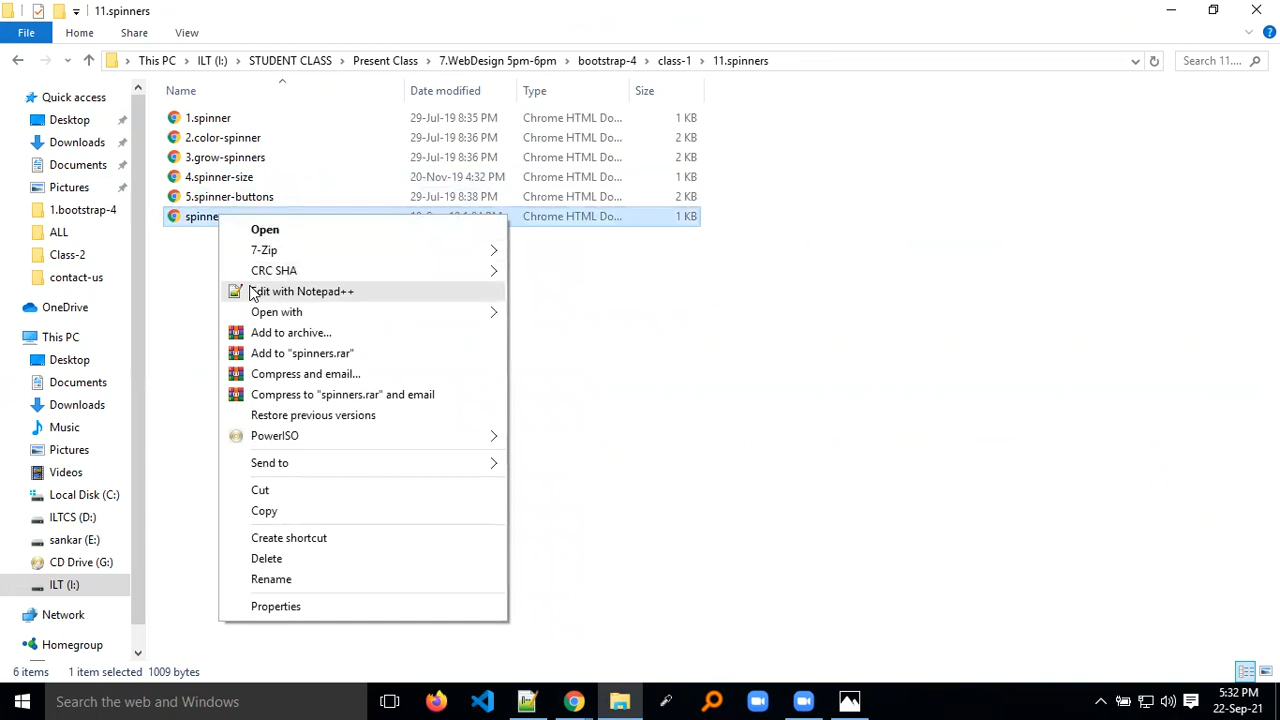 11.spinners
File Home Share View
This PC ILT (I:) STUDENT CLASS Present Class 7.WebDesign 5pm-6pm bootstrap-4 class-1 11.spinners
Search 11....
Name Date modified Type Size
1.spinner 29-Jul-19 8:35 PM Chrome HTML Do... 1 KB
2.color-spinner 29-Jul-19 8:36 PM Chrome HTML Do... 2 KB
3.grow-spinners 29-Jul-19 8:36 PM Chrome HTML Do... 2 KB
4.spinner-size 20-Nov-19 4:32 PM Chrome HTML Do... 1 KB
5.spinner-buttons 29-Jul-19 8:38 PM Chrome HTML Do... 2 KB
spinne Chrome HTML Do... 1 KB
Quick access
Desktop
Downloads
Documents
Pictures
1.bootstrap-4
ALL
Class-2
contact-us
OneDrive
This PC
Desktop
Documents
Downloads
Music
Pictures
Videos
Local Disk (C:)
ILTCS (D:)
sankar (E:)
CD Drive (G:)
ILT (I:)
Network
Homegroup
Open
7-Zip
CRC SHA
Edit with Notepad++
Open with
Add to archive...
Add to "spinners.rar"
Compress and email...
Compress to "spinners.rar" and email
Restore previous versions
PowerISO
Send to
Cut
Copy
Create shortcut
Delete
Rename
Properties
6 items 1 item selected 1009 bytes
Search the web and Windows
5:32 PM
22-Sep-21